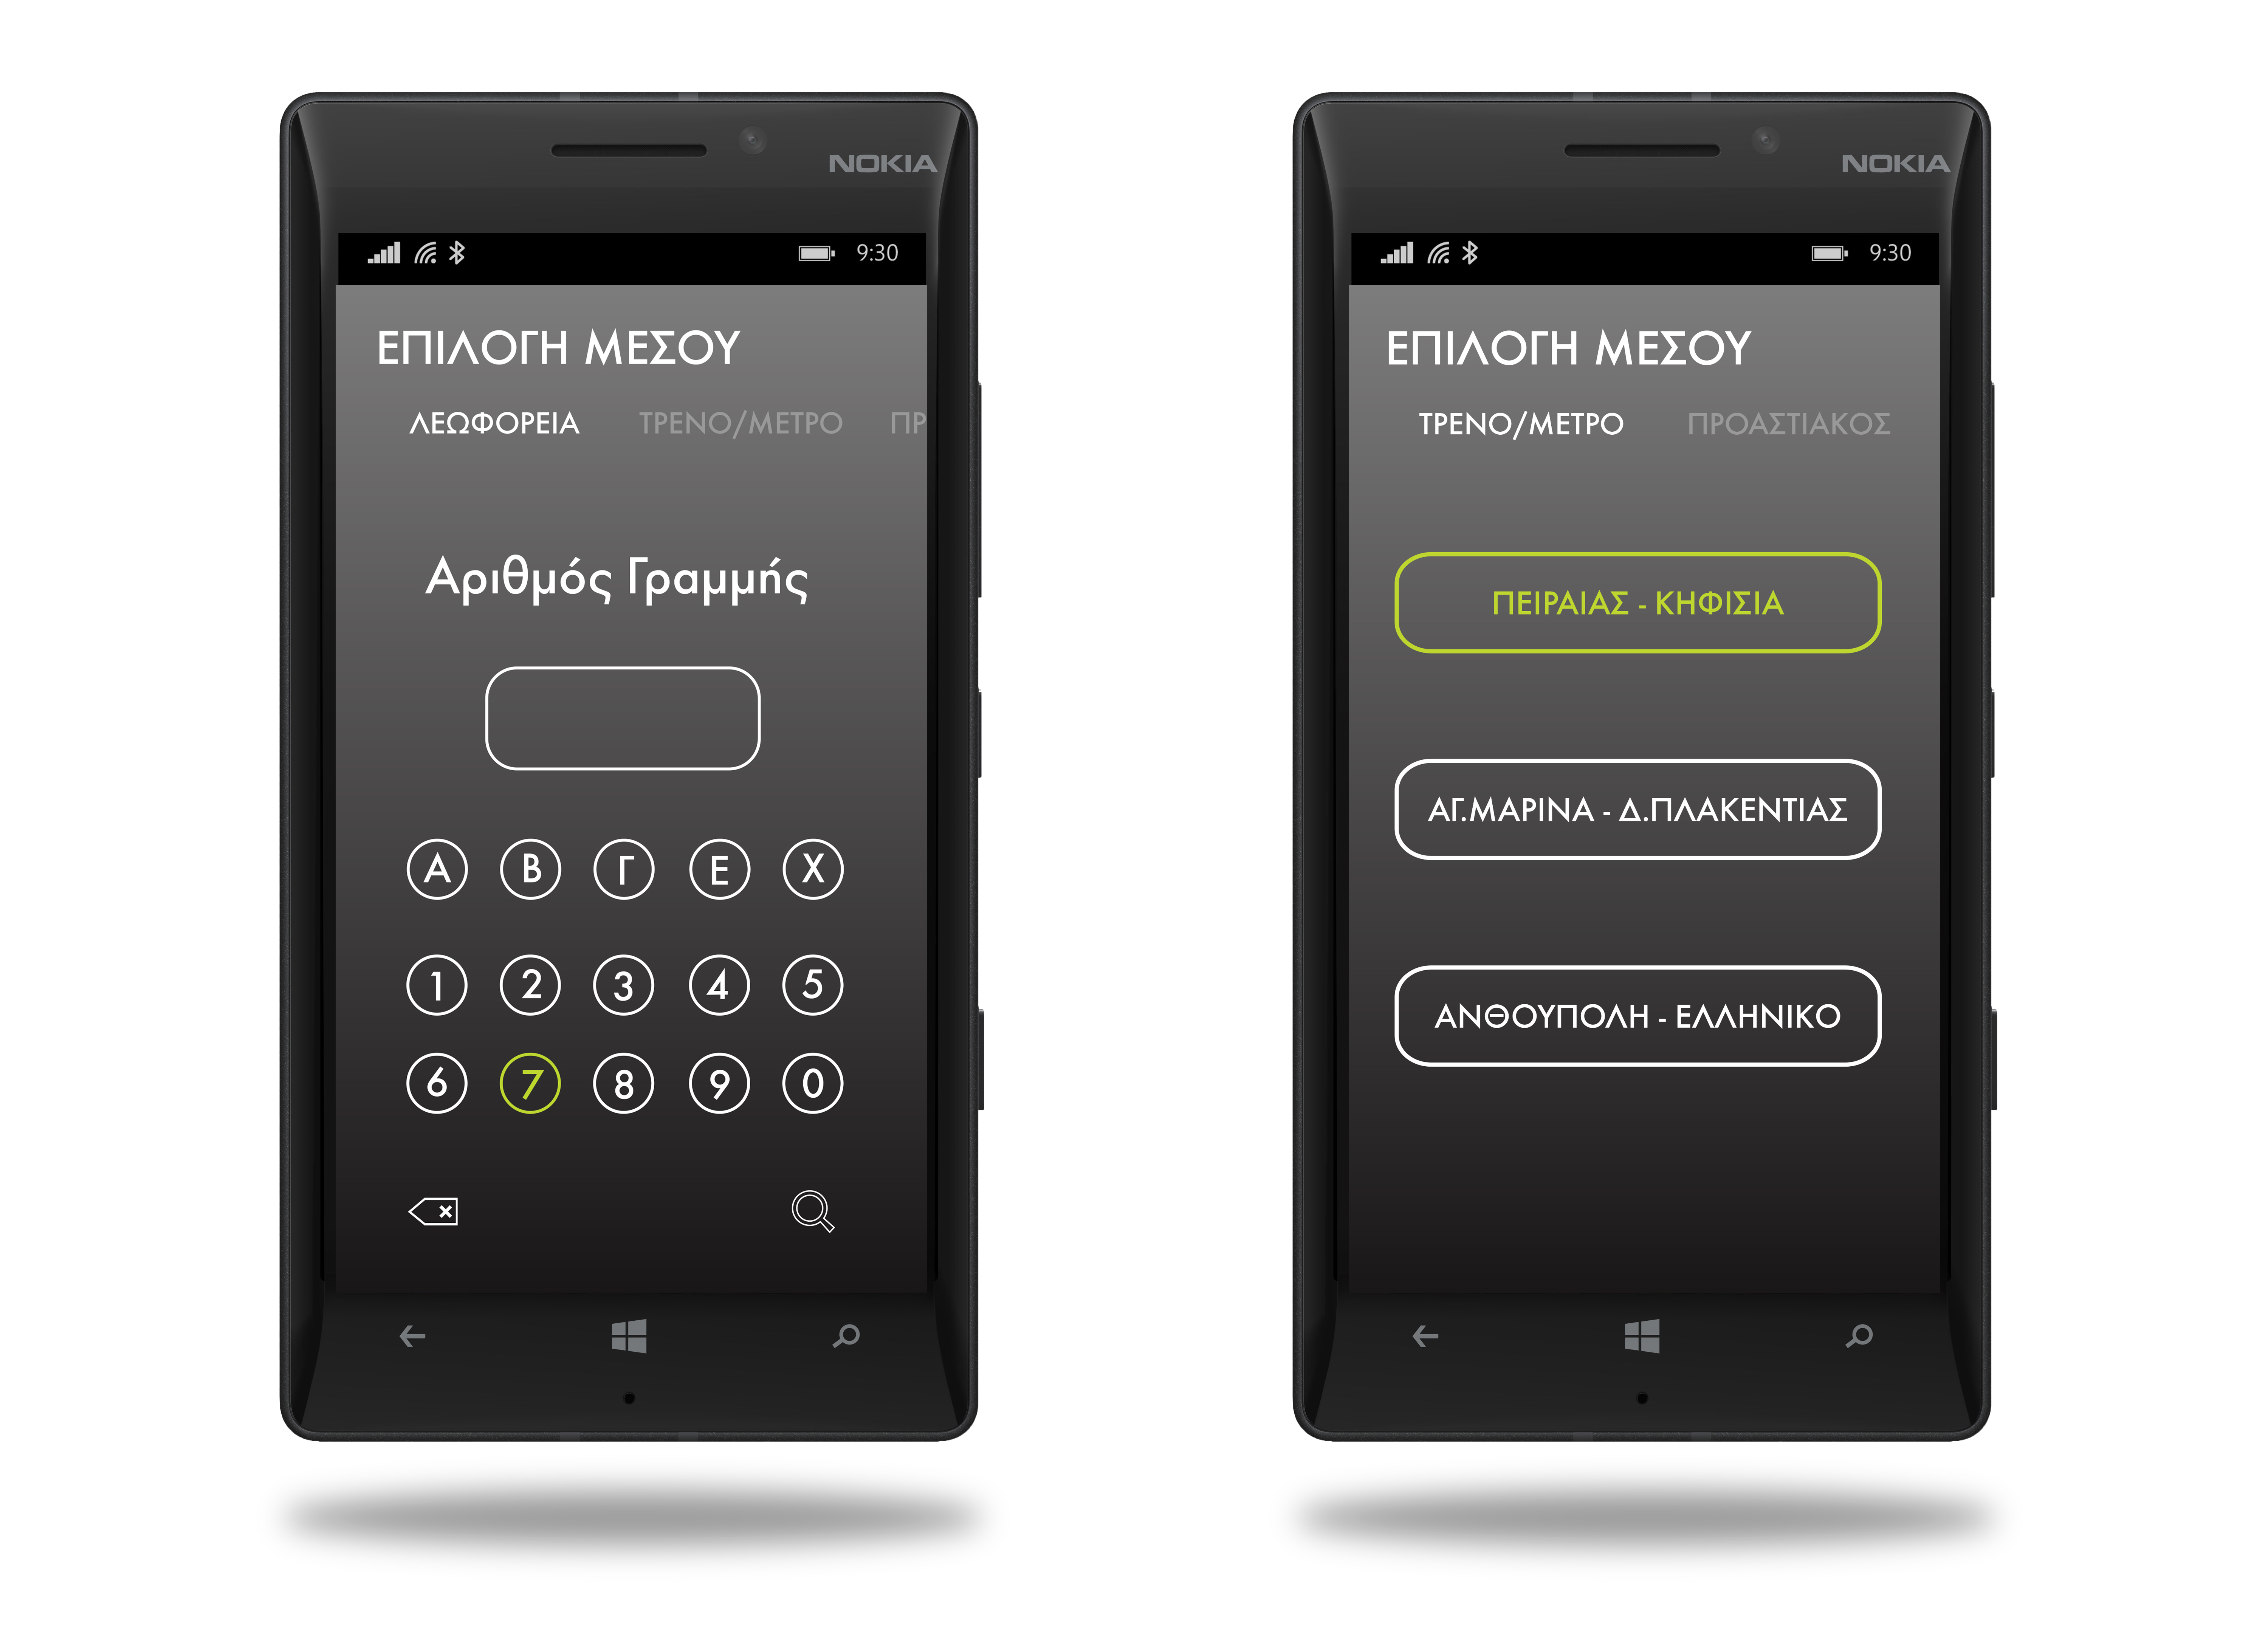 NOKIA
9:30
ΕΠΙΛΟΓΗ ΜΕΣΟΥ
ΛΕΩΦΟΡΕΙΑ ΤΡΕΝΟ/ΜΕΤΡΟ ΠΡ
Αριθμός Γραμμής
Α Β Γ Ε Χ
1 2 3 4 5
6 7 8 9 0
NOKIA
9:30
ΕΠΙΛΟΓΗ ΜΕΣΟΥ
ΤΡΕΝΟ/ΜΕΤΡΟ ΠΡΟΑΣΤΙΑΚΟΣ
ΠΕΙΡΑΙΑΣ - ΚΗΦΙΣΙΑ
ΑΓ.ΜΑΡΙΝΑ - Δ.ΠΛΑΚΕΝΤΙΑΣ
ΑΝΘΟΥΠΟΛΗ - ΕΛΛΗΝΙΚΟ